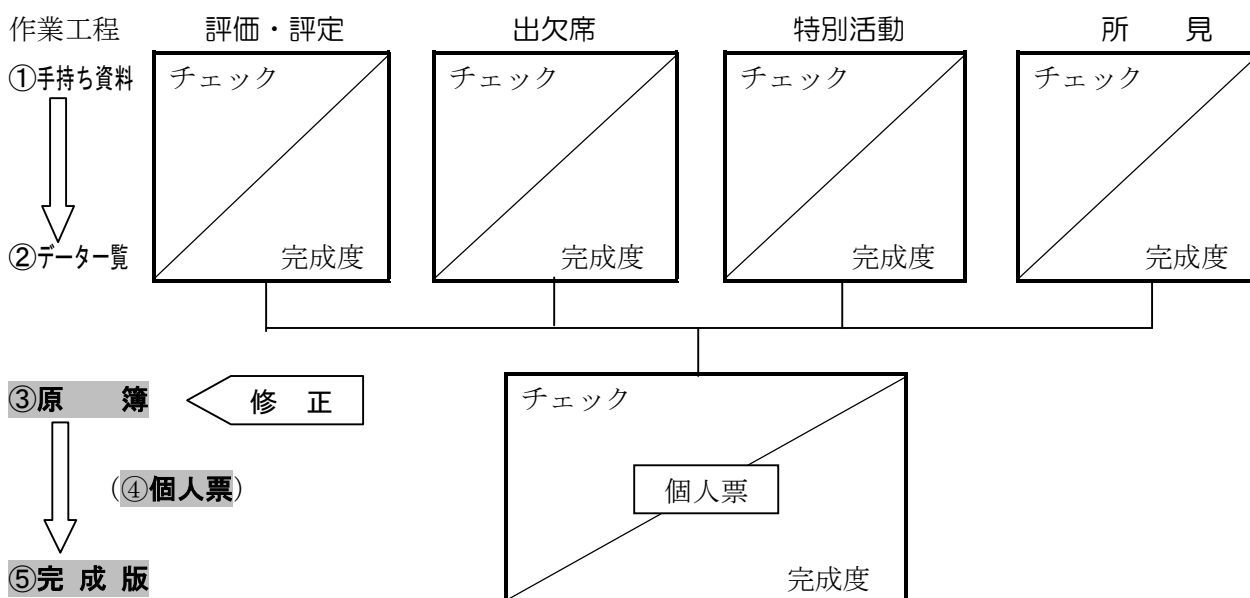 作業工程 評価・評定 出欠席 特別活動 所 見
①手持ち資料 チェック チェック チェック チェック
②データ一覧 完成度 完成度 完成度 完成度
③原 簿 修 正 チェック
(④個人票) 個人票
⑤完 成 版 完成度